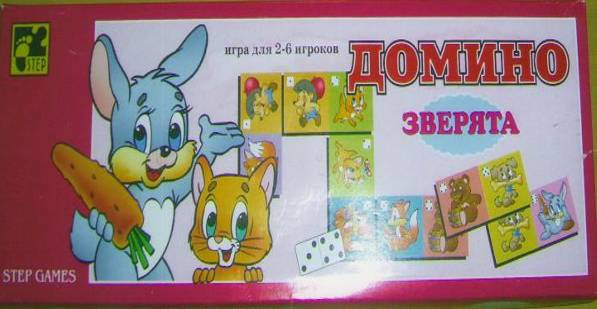 STEP
игра для 2-6 игроков
ДОМИНО
ЗВЕРЯТА
STEP GAMES